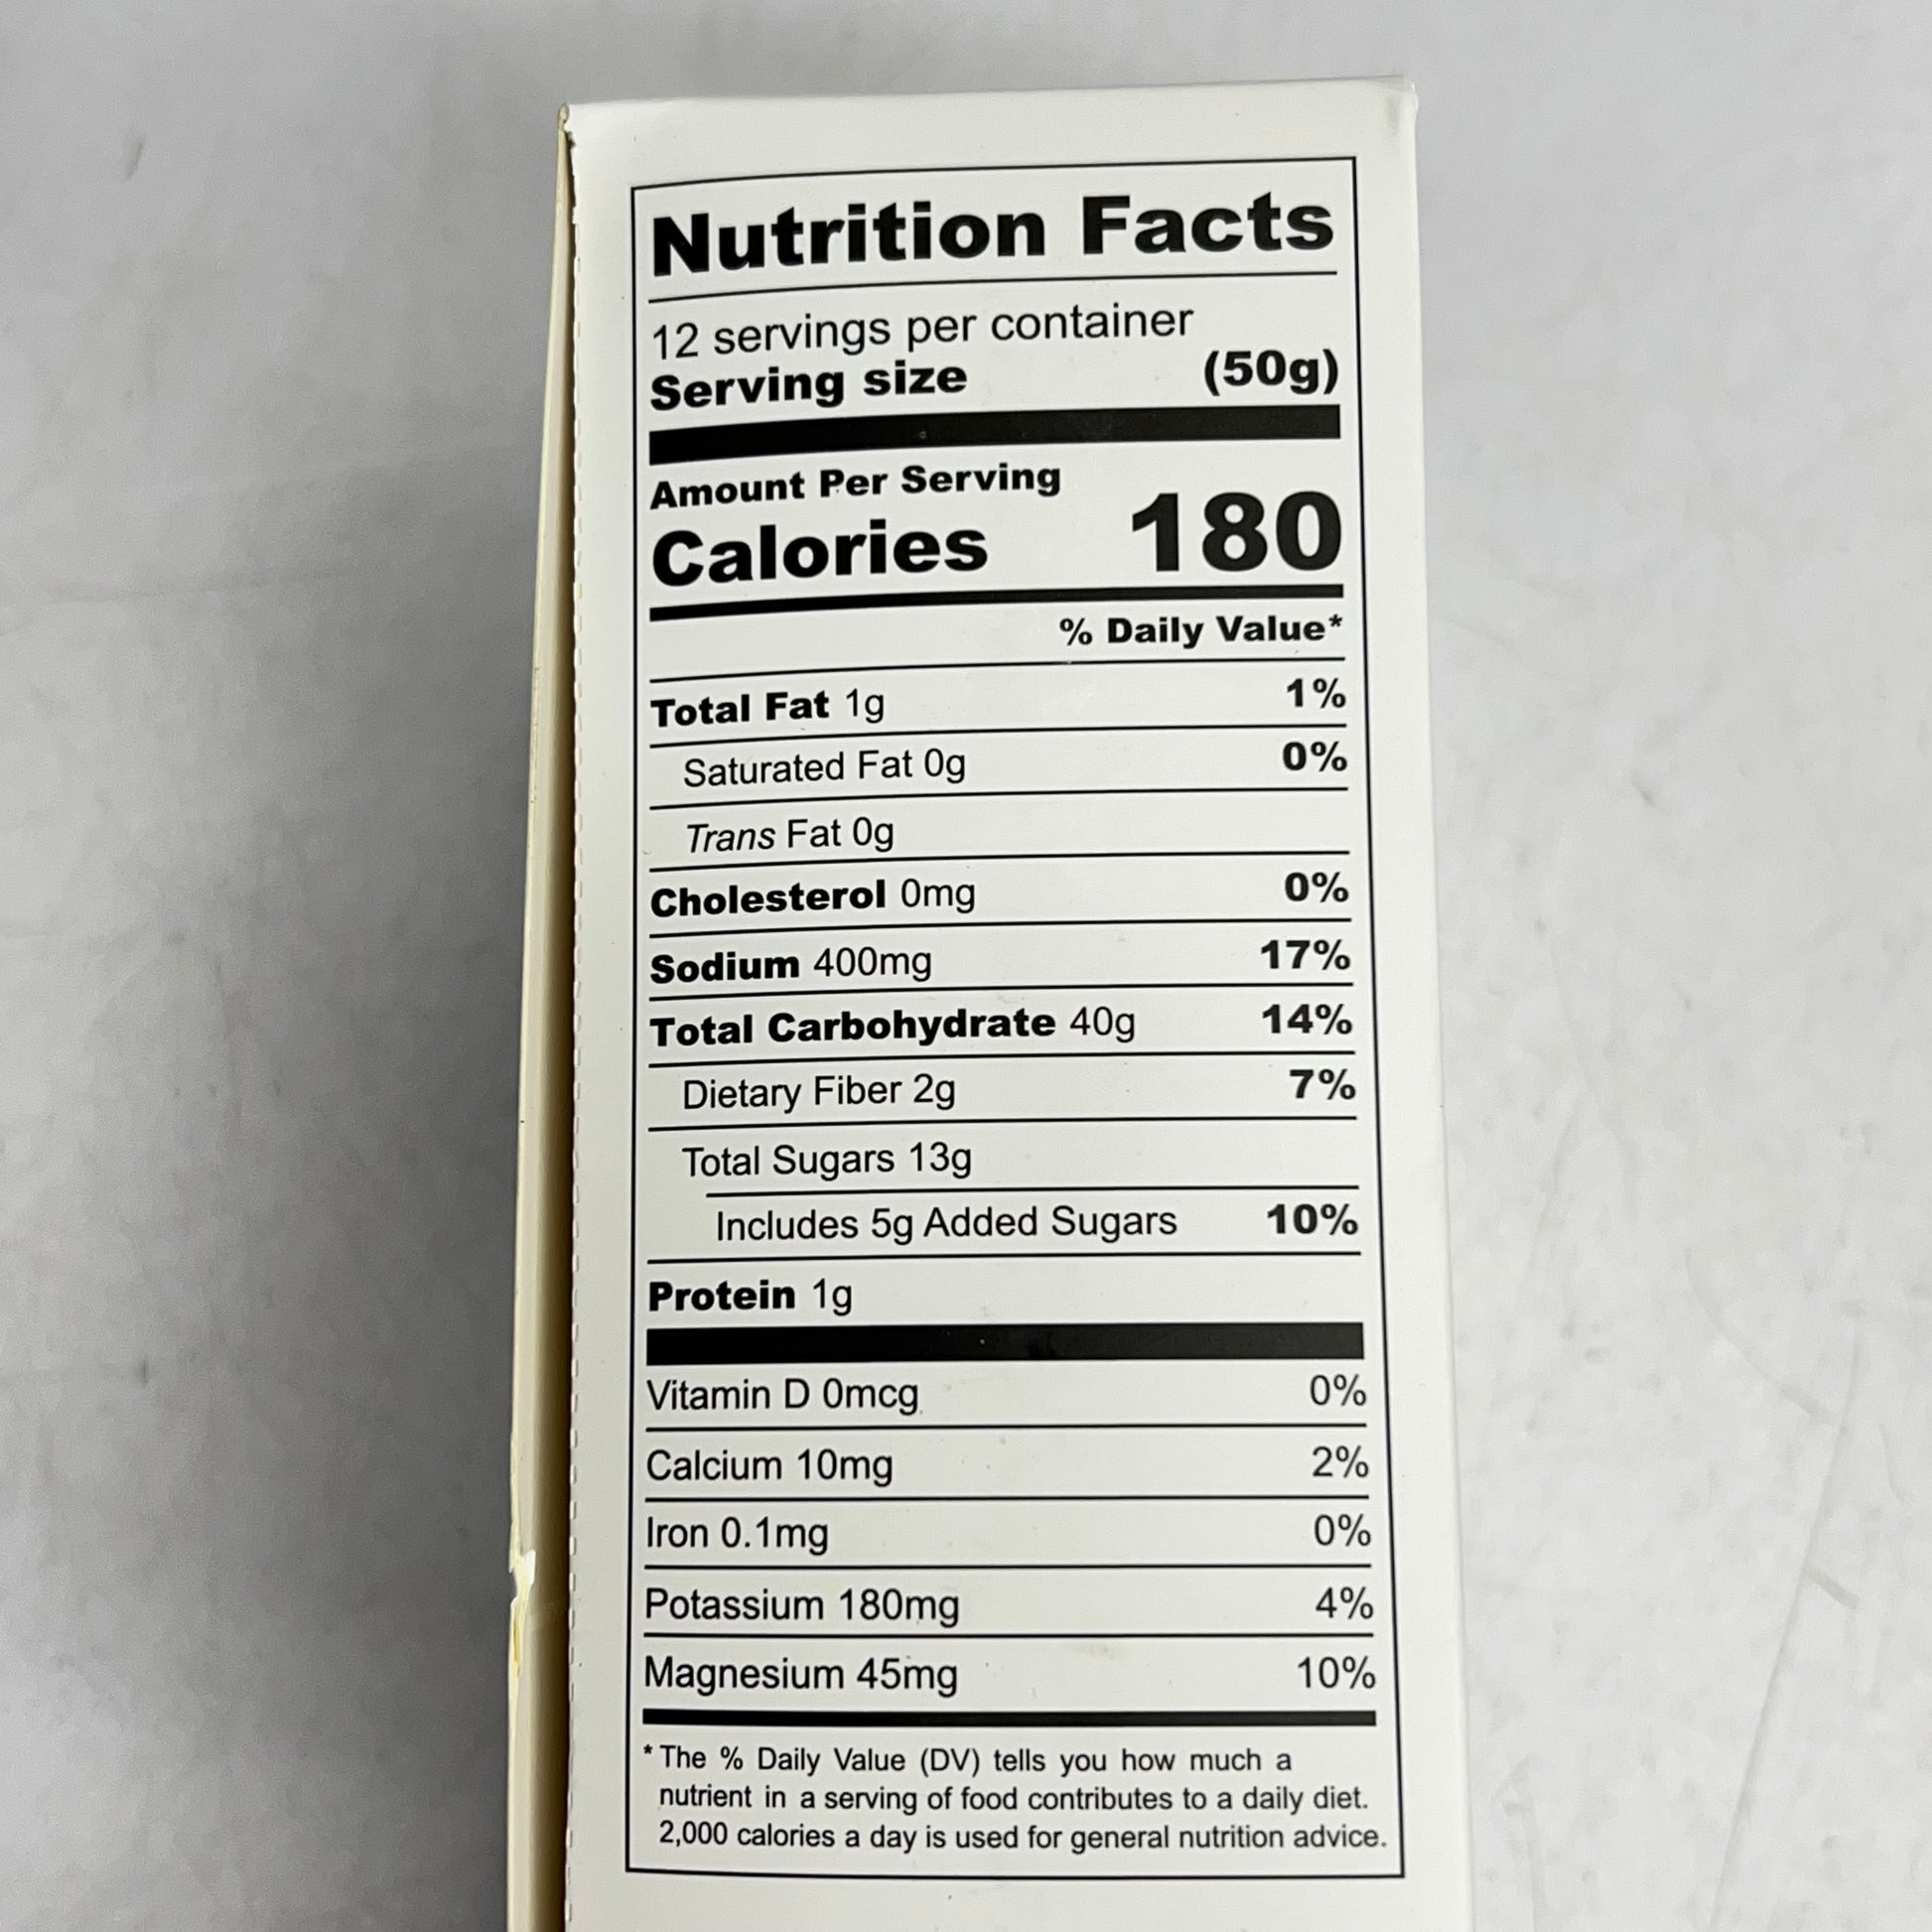 Nutrition Facts
12 servings per container
Serving size (50g)
Amount Per Serving
Calories 180
% Daily Value*
Total Fat 1g 1%
Saturated Fat 0g 0%
Trans Fat 0g
Cholesterol 0mg 0%
Sodium 400mg 17%
Total Carbohydrate 40g 14%
Dietary Fiber 2g 7%
Total Sugars 13g
Includes 5g Added Sugars 10%
Protein 1g
Vitamin D 0mcg 0%
Calcium 10mg 2%
Iron 0.1mg 0%
Potassium 180mg 4%
Magnesium 45mg 10%
* The % Daily Value (DV) tells you how much a
nutrient in a serving of food contributes to a daily diet.
2,000 calories a day is used for general nutrition advice.